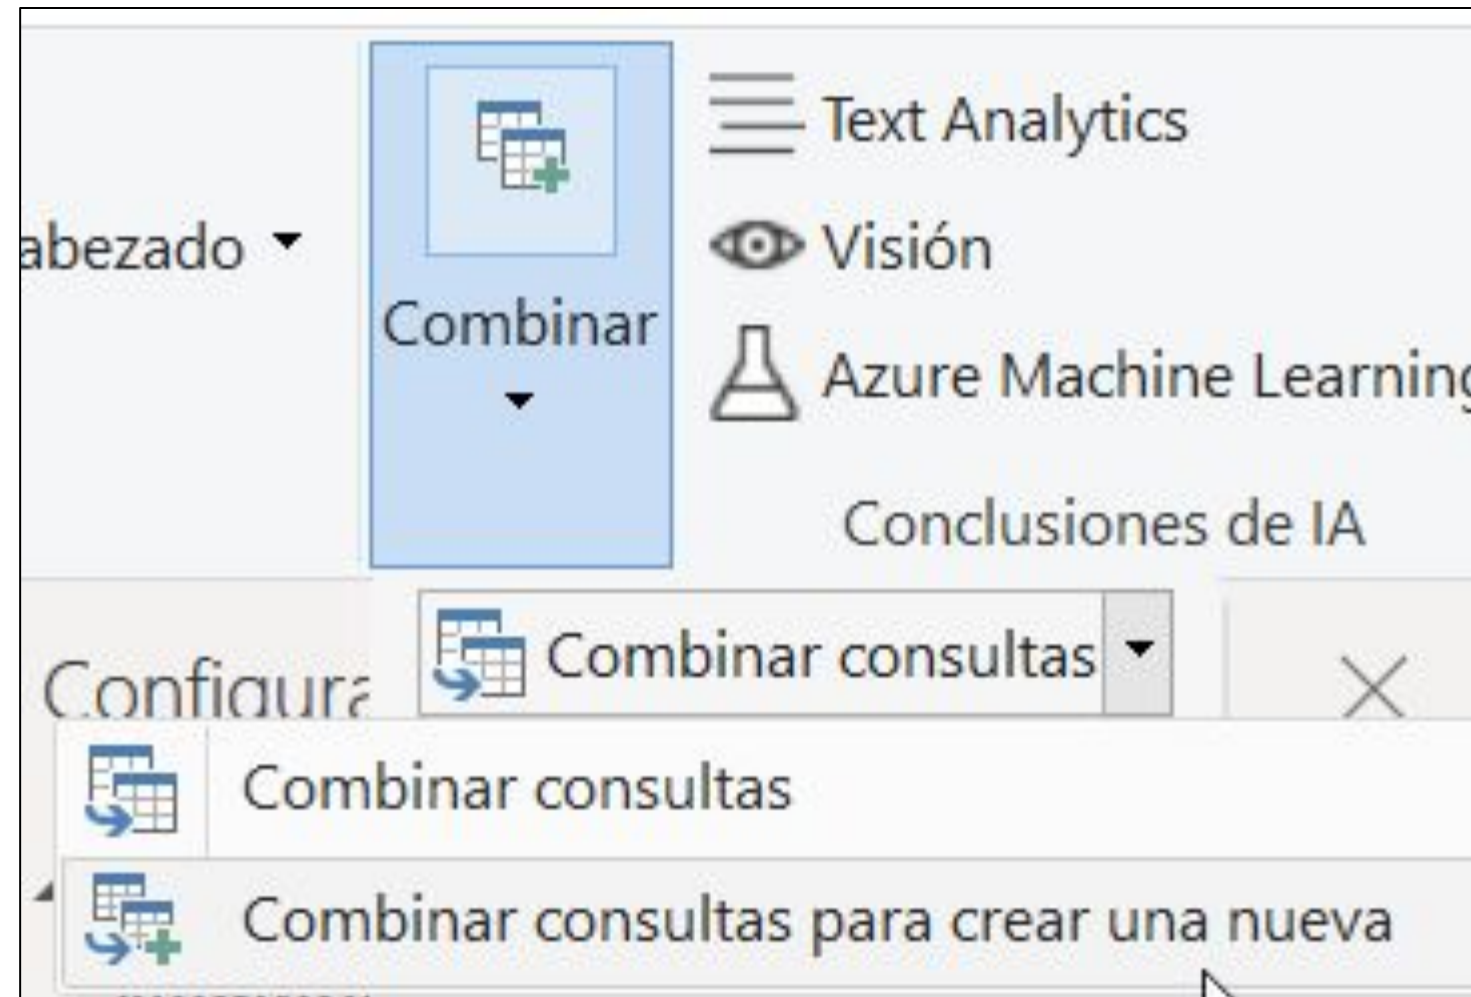 Text Analytics
abezado
Visión
Combinar
Azure Machine Learning
Conclusiones de IA
Combinar consultas
Configura
Combinar consultas
Combinar consultas para crear una nueva